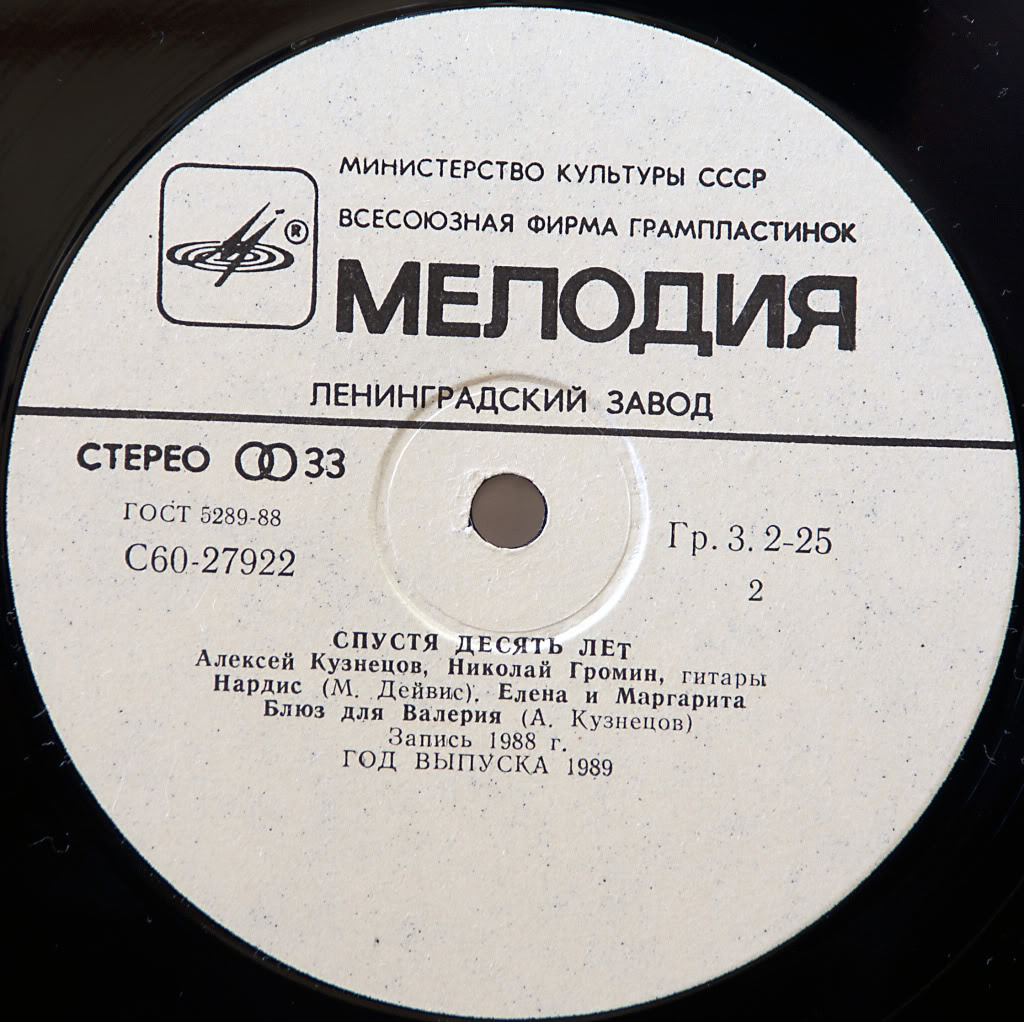 МИНИСТЕРСТВО КУЛЬТУРЫ СССР
ВСЕСОЮЗНАЯ ФИРМА ГРАМПЛАСТИНОК
®
МЕЛОДИЯ
ЛЕНИНГРАДСКИЙ ЗАВОД
СТЕРЕО 33
ГОСТ 5289-88
С60-27922
Гр. 3. 2-25
2
СПУСТЯ ДЕСЯТЬ ЛЕТ
Алексей Кузнецов, Николай Громин, гитары
Нардис (М. Дейвис). Елена и Маргарита
Блюз для Валерия (А. Кузнецов)
Запись 1988 г.
ГОД ВЫПУСКА 1989